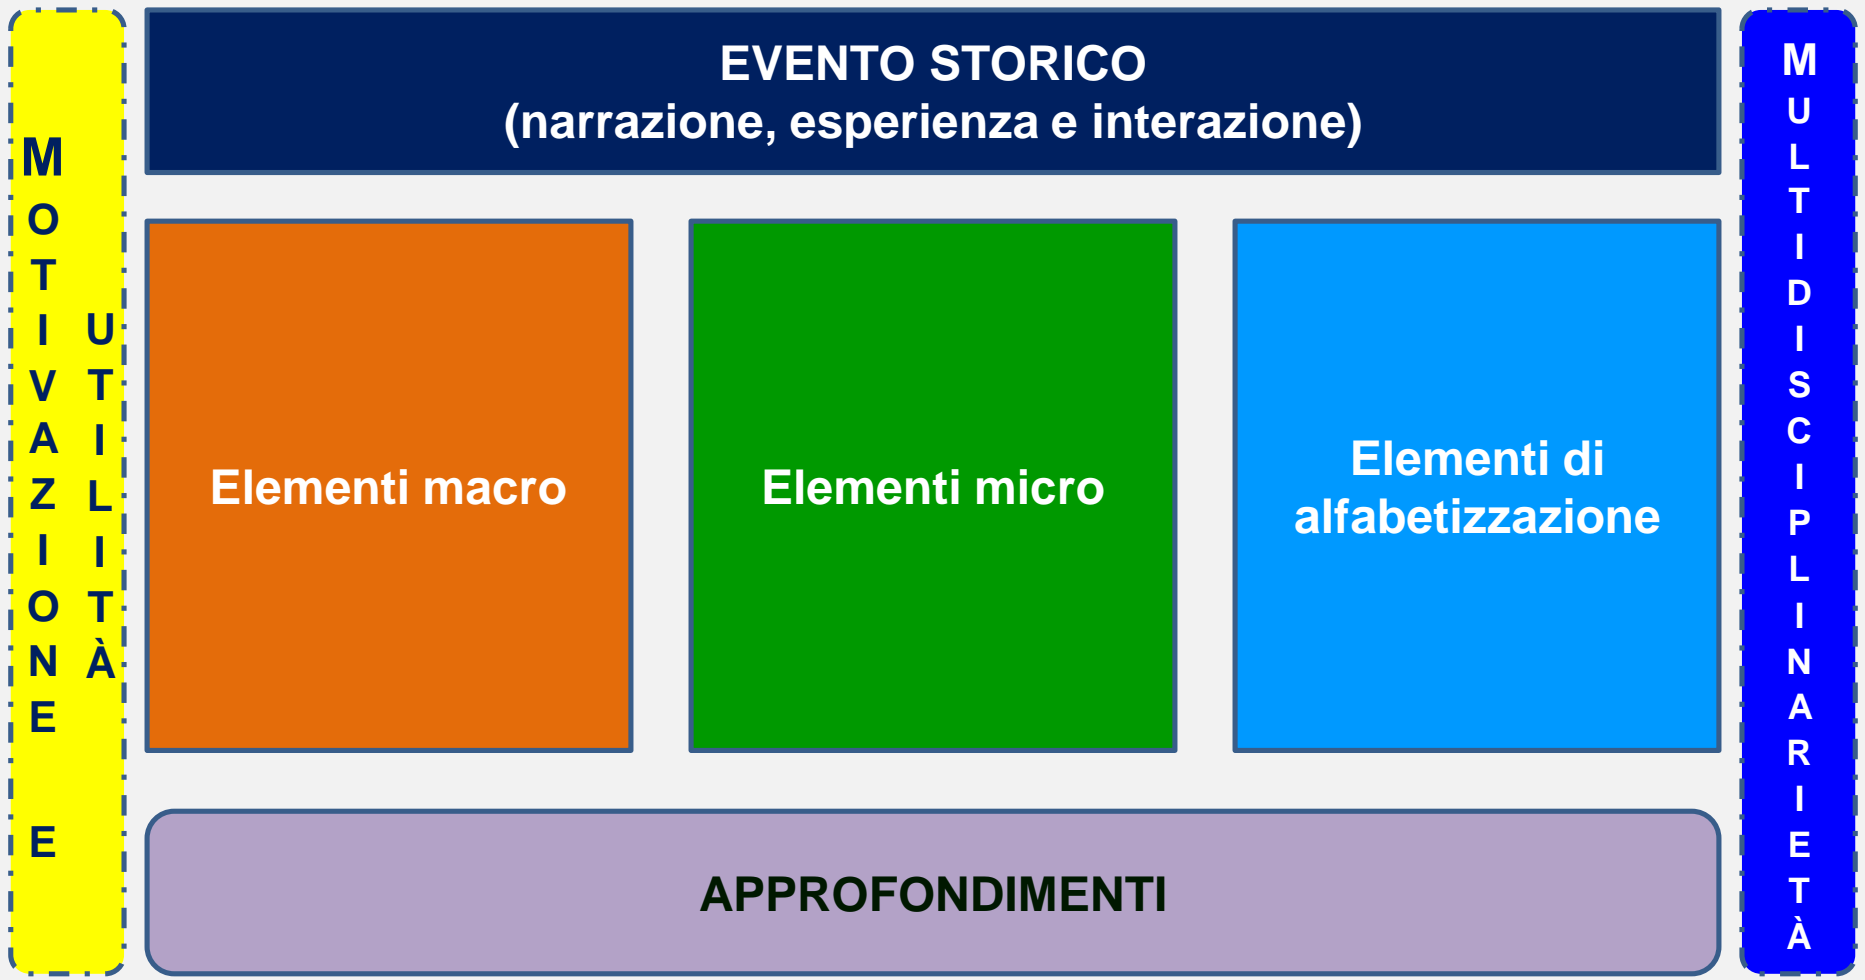 MOTIVAZIONE E
UTILITÀ
EVENTO STORICO
(narrazione, esperienza e interazione)
Elementi macro
Elementi micro
Elementi di
alfabetizzazione
APPROFONDIMENTI
MULTIDISCIPLINARIETÀ